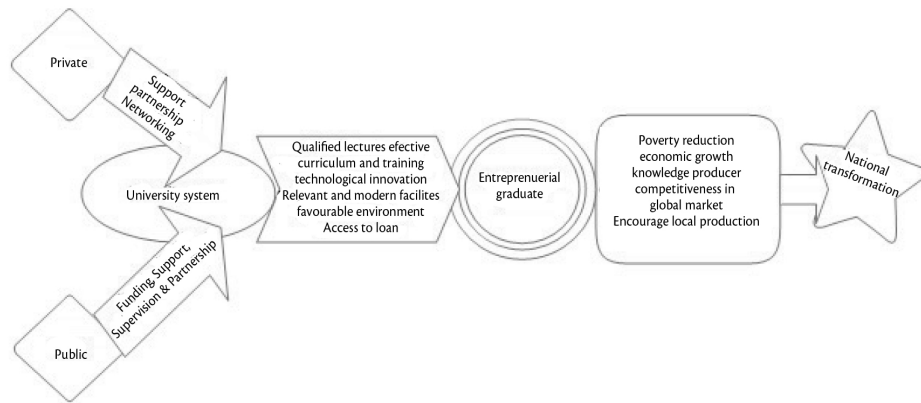 Private
Support
partnership
Networking
University system
Funding, Support,
Supervision & Partnership
Public
Qualified lectures efective
curriculum and training
technological innovation
Relevant and modern facilites
favourable environment
Access to loan
Entreprenuerial
graduate
Poverty reduction
economic growth
knowledge producer
competitiveness in
global market
Encourage local production
National
transformation